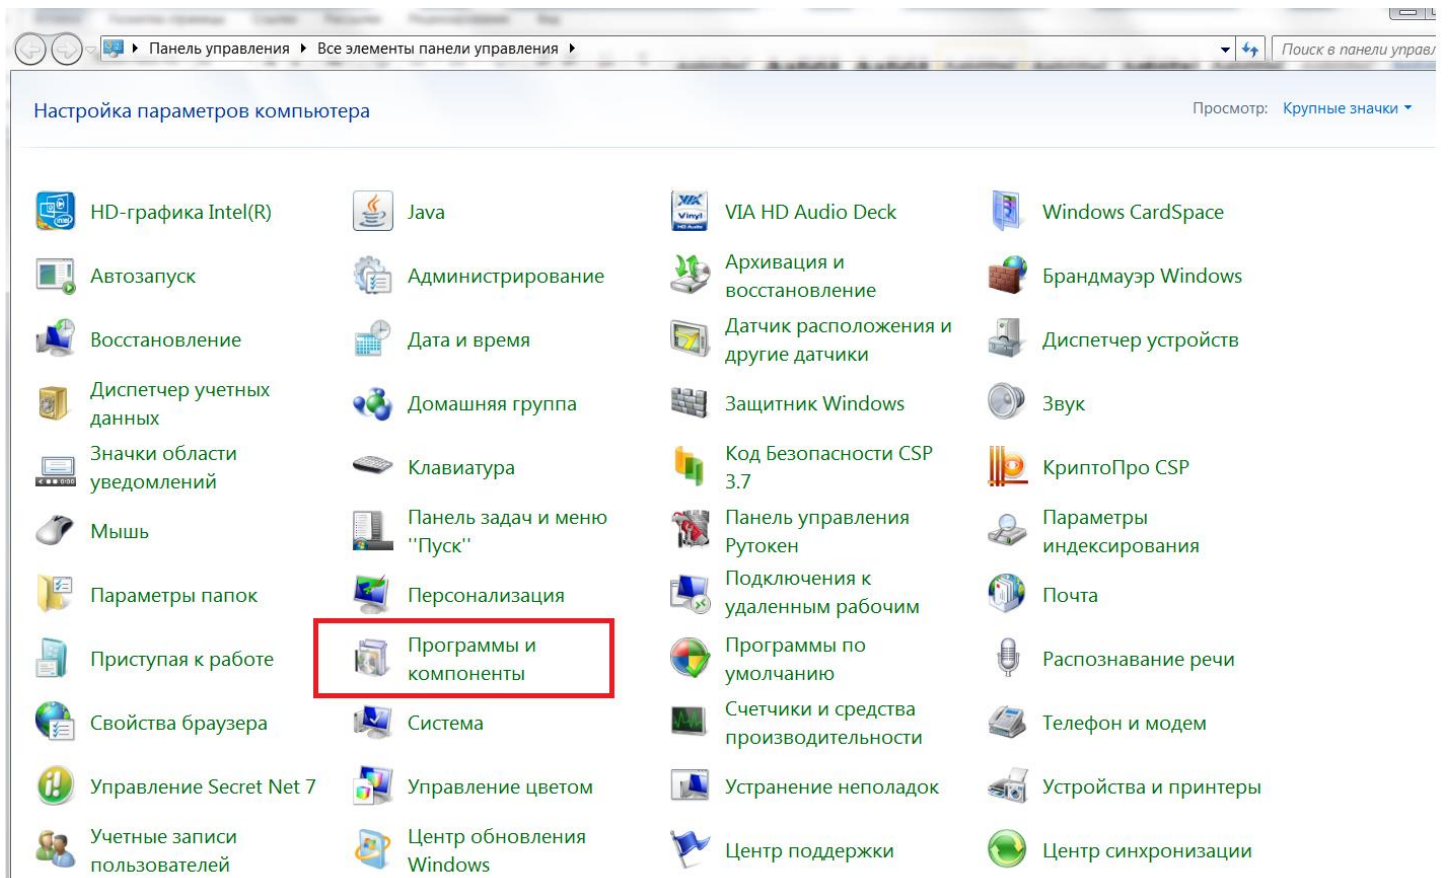 Панель управления ▸ Все элементы панели управления ▸
Поиск в панели управл
Настройка параметров компьютера
Просмотр: Крупные значки
HD-графика Intel(R)
Java
VIA HD Audio Deck
Windows CardSpace
Автозапуск
Администрирование
Архивация и
восстановление
Брандмауэр Windows
Восстановление
Дата и время
Датчик расположения и
другие датчики
Диспетчер устройств
Диспетчер учетных
данных
Домашняя группа
Защитник Windows
Звук
Значки области
уведомлений
Клавиатура
Код Безопасности CSP
3.7
КриптоПро CSP
Мышь
Панель задач и меню
''Пуск''
Панель управления
Рутокен
Параметры
индексирования
Параметры папок
Персонализация
Подключения к
удаленным рабочим
Почта
Приступая к работе
Программы и
компоненты
Программы по
умолчанию
Распознавание речи
Свойства браузера
Система
Счетчики и средства
производительности
Телефон и модем
Управление Secret Net 7
Управление цветом
Устранение неполадок
Устройства и принтеры
Учетные записи
пользователей
Центр обновления
Windows
Центр поддержки
Центр синхронизации